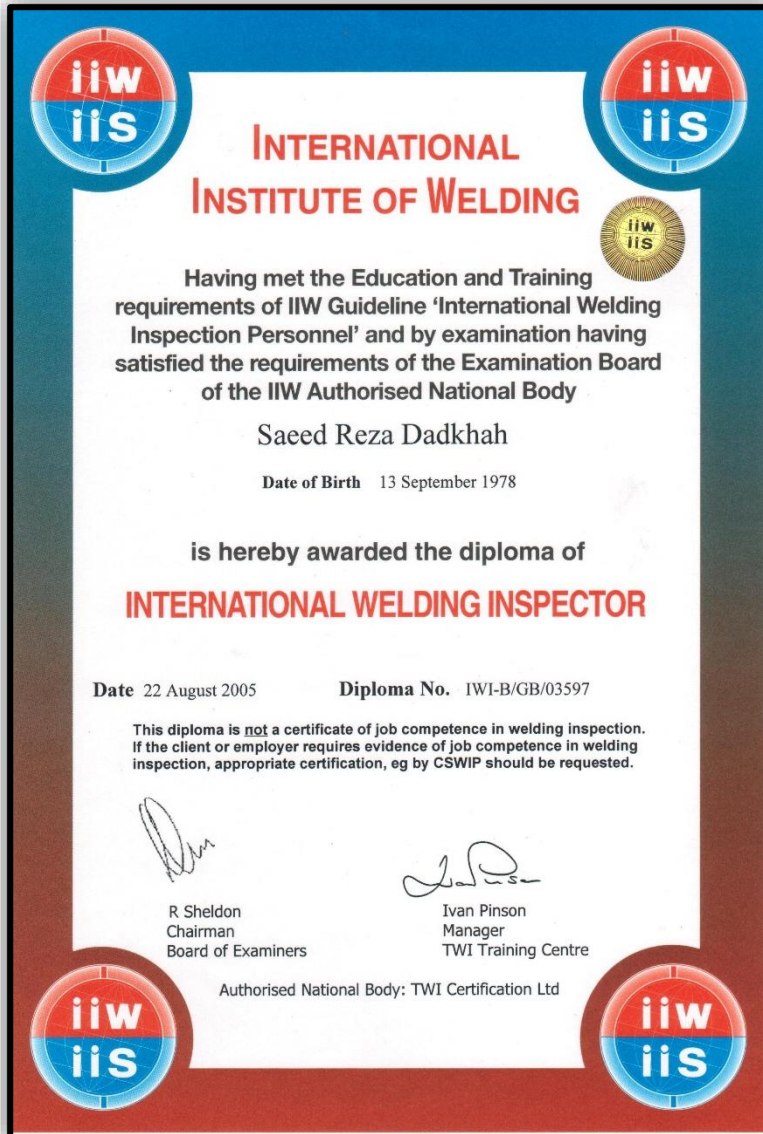 iiw
iis
iiw
iis
INTERNATIONAL
INSTITUTE OF WELDING
iiw
iis
Having met the Education and Training
requirements of IIW Guideline ‘International Welding
Inspection Personnel’ and by examination having
satisfied the requirements of the Examination Board
of the IIW Authorised National Body
Saeed Reza Dadkhah
Date of Birth 13 September 1978
is hereby awarded the diploma of
INTERNATIONAL WELDING INSPECTOR
Date 22 August 2005 Diploma No. IWI-B/GB/03597
This diploma is not a certificate of job competence in welding inspection.
If the client or employer requires evidence of job competence in welding
inspection, appropriate certification, eg by CSWIP should be requested.
R Sheldon Ivan Pinson
Chairman Manager
Board of Examiners TWI Training Centre
Authorised National Body: TWI Certification Ltd
iiw
iis
iiw
iis